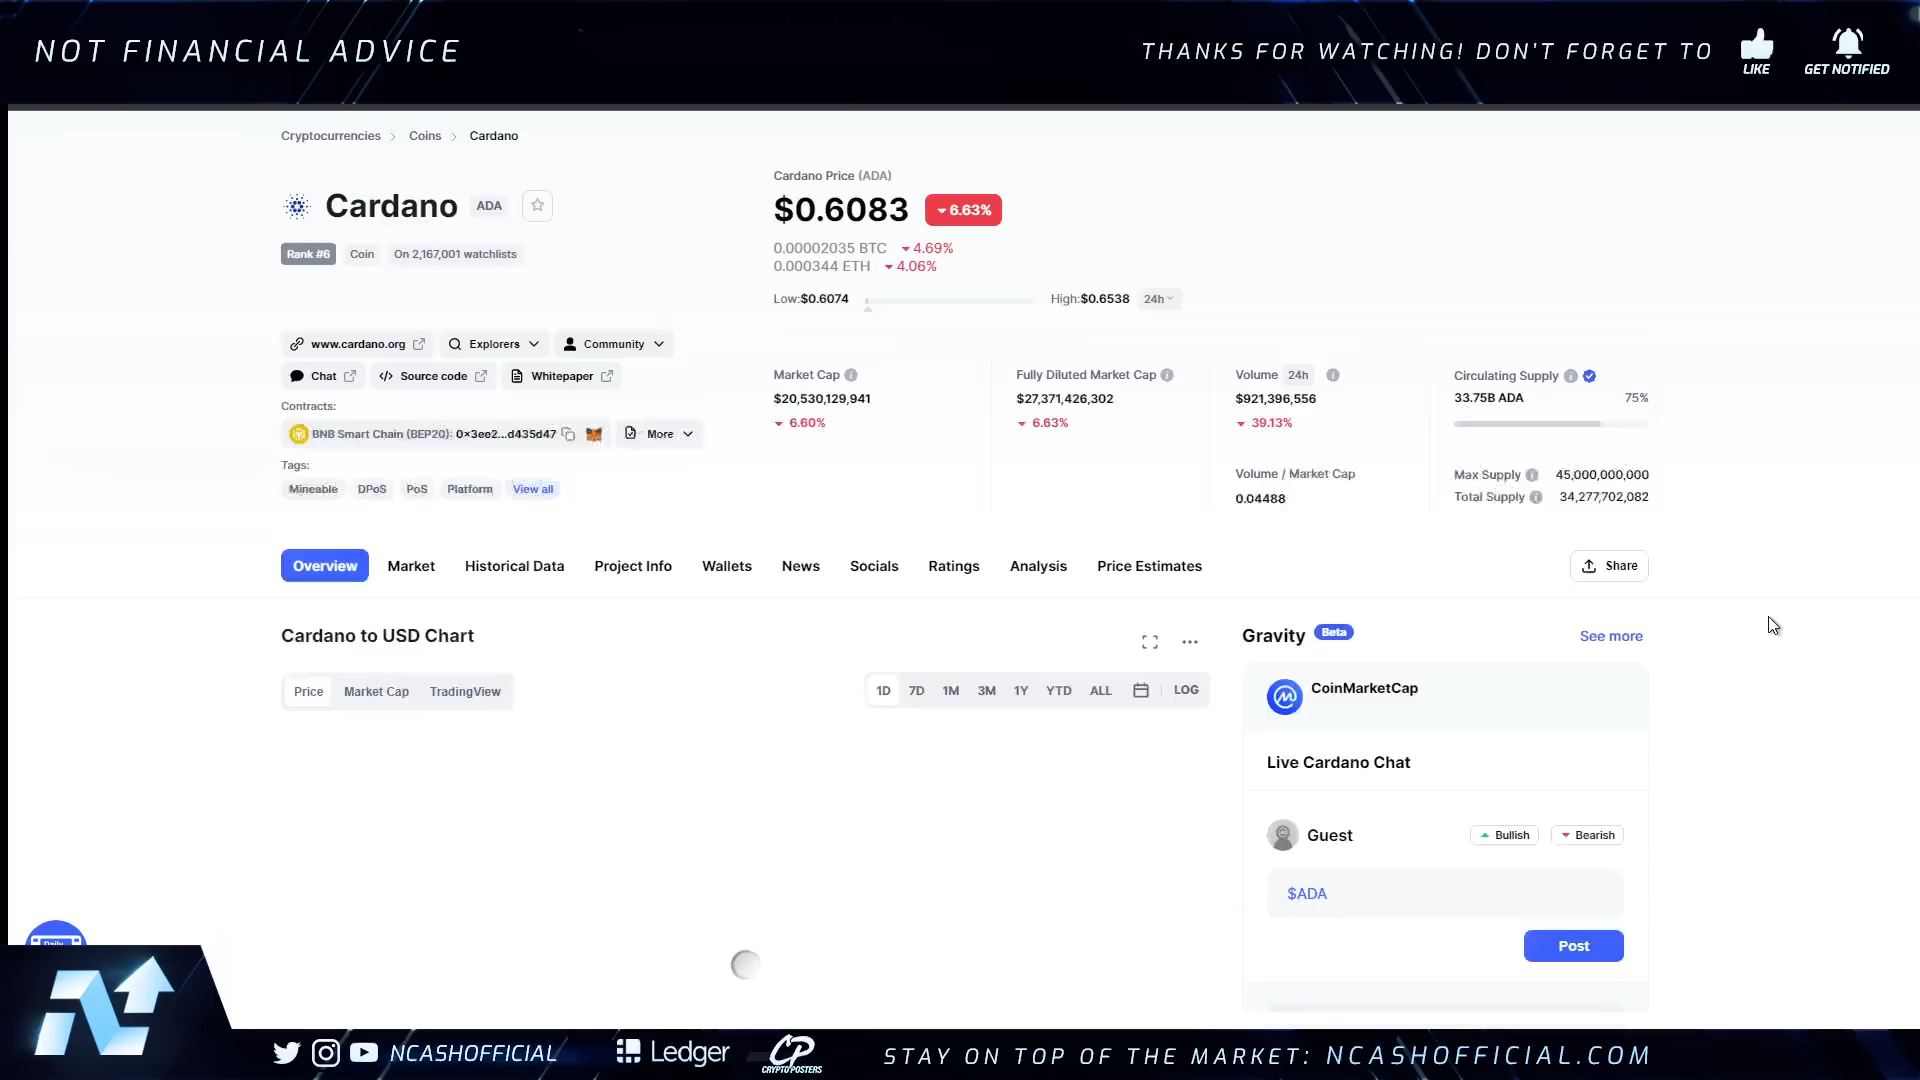 NOT FINANCIAL ADVICE
THANKS FOR WATCHING! DON'T FORGET TO
LIKE
GET NOTIFIED
Cryptocurrencies > Coins > Cardano
Cardano ADA
Rank #6 Coin On 2,167,001 watchlists
Cardano Price (ADA)
$0.6083 6.63%
0.00002035 BTC 4.69%
0.000344 ETH 4.06%
Low:$0.6074 High:$0.6538 24h
www.cardano.org Explorers Community
Chat Source code Whitepaper
Contracts:
BNB Smart Chain (BEP20): 0x3ee2...d435d47 More
Tags:
Mineable DPoS PoS Platform View all
Market Cap
$20,530,129,941
6.60%
Fully Diluted Market Cap
$27,371,426,302
6.63%
Volume 24h
$921,396,556
39.13%
Volume / Market Cap
0.04488
Circulating Supply
33.75B ADA 75%
Max Supply 45,000,000,000
Total Supply 34,277,702,082
Overview Market Historical Data Project Info Wallets News Socials Ratings Analysis Price Estimates
Share
Cardano to USD Chart
Price Market Cap TradingView
1D 7D 1M 3M 1Y YTD ALL LOG
Gravity Beta See more
CoinMarketCap
Live Cardano Chat
Guest Bullish Bearish
$ADA
Post
Daily
NCASHOFFICIAL
Ledger
CP
CRYPTOPOSTERS
STAY ON TOP OF THE MARKET: NCASHOFFICIAL.COM